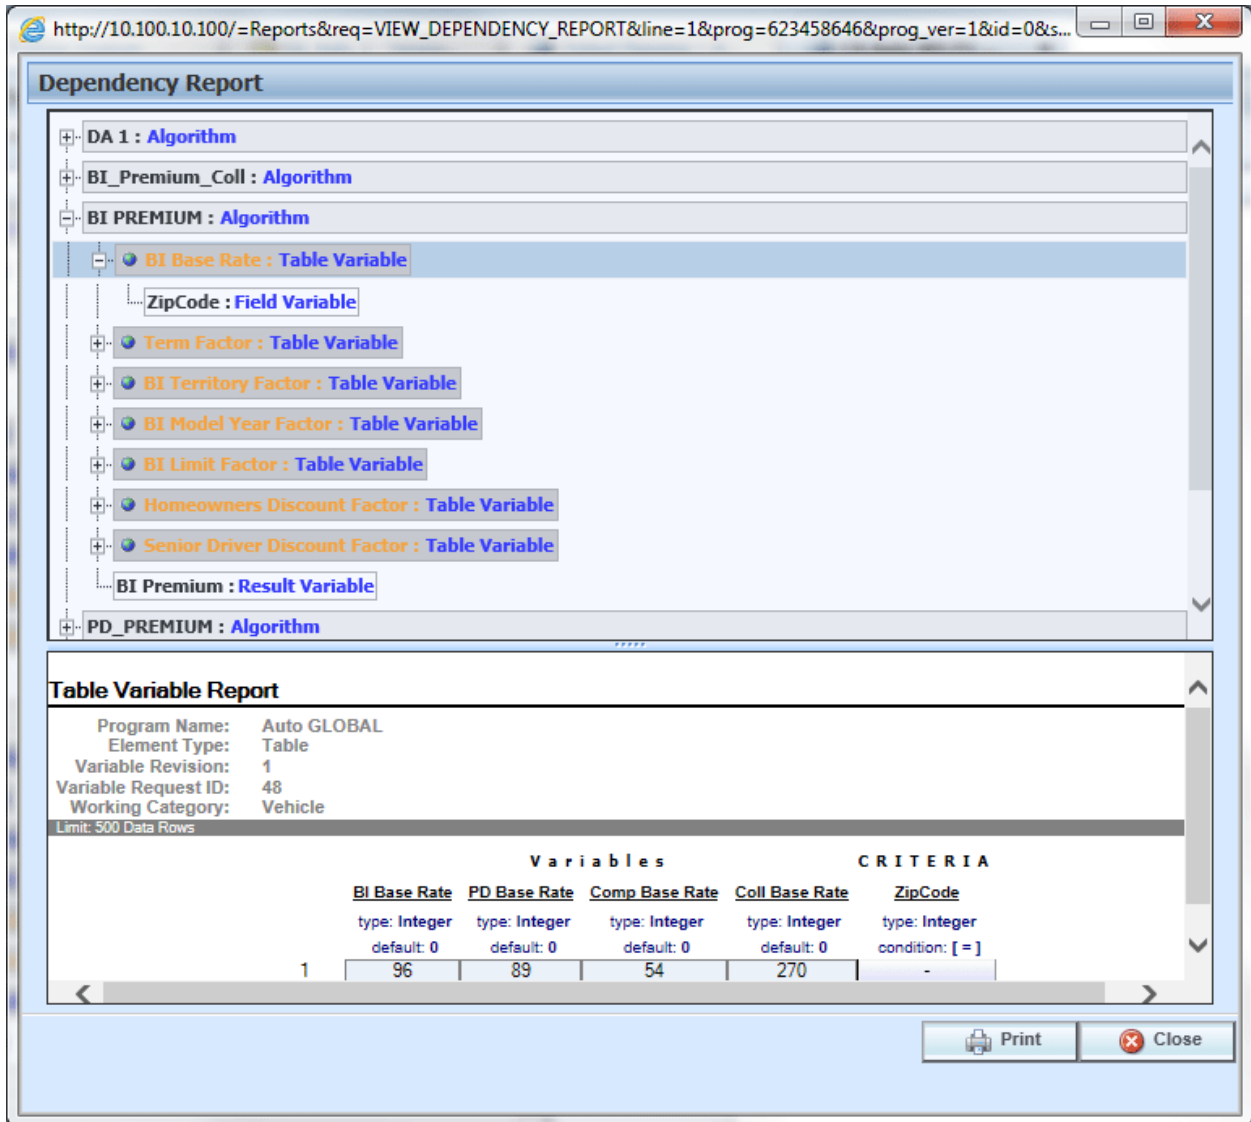 http://10.100.10.100/=Reports&req=VIEW_DEPENDENCY_REPORT&line=1&prog=623458646&prog_ver=1&id=0&s...
Dependency Report
DA 1 : Algorithm
BI_Premium_Coll : Algorithm
BI PREMIUM : Algorithm
BI Base Rate : Table Variable
ZipCode : Field Variable
Term Factor : Table Variable
BI Territory Factor : Table Variable
BI Model Year Factor : Table Variable
BI Limit Factor : Table Variable
Homeowners Discount Factor : Table Variable
Senior Driver Discount Factor : Table Variable
BI Premium : Result Variable
PD_PREMIUM : Algorithm
Table Variable Report
Program Name: Auto GLOBAL
Element Type: Table
Variable Revision: 1
Variable Request ID: 48
Working Category: Vehicle
Limit: 500 Data Rows
Variables CRITERIA
BI Base Rate PD Base Rate Comp Base Rate Coll Base Rate ZipCode
type: Integer type: Integer type: Integer type: Integer type: Integer
default: 0 default: 0 default: 0 default: 0 condition: [ = ]
1 96 89 54 270 -
Print Close